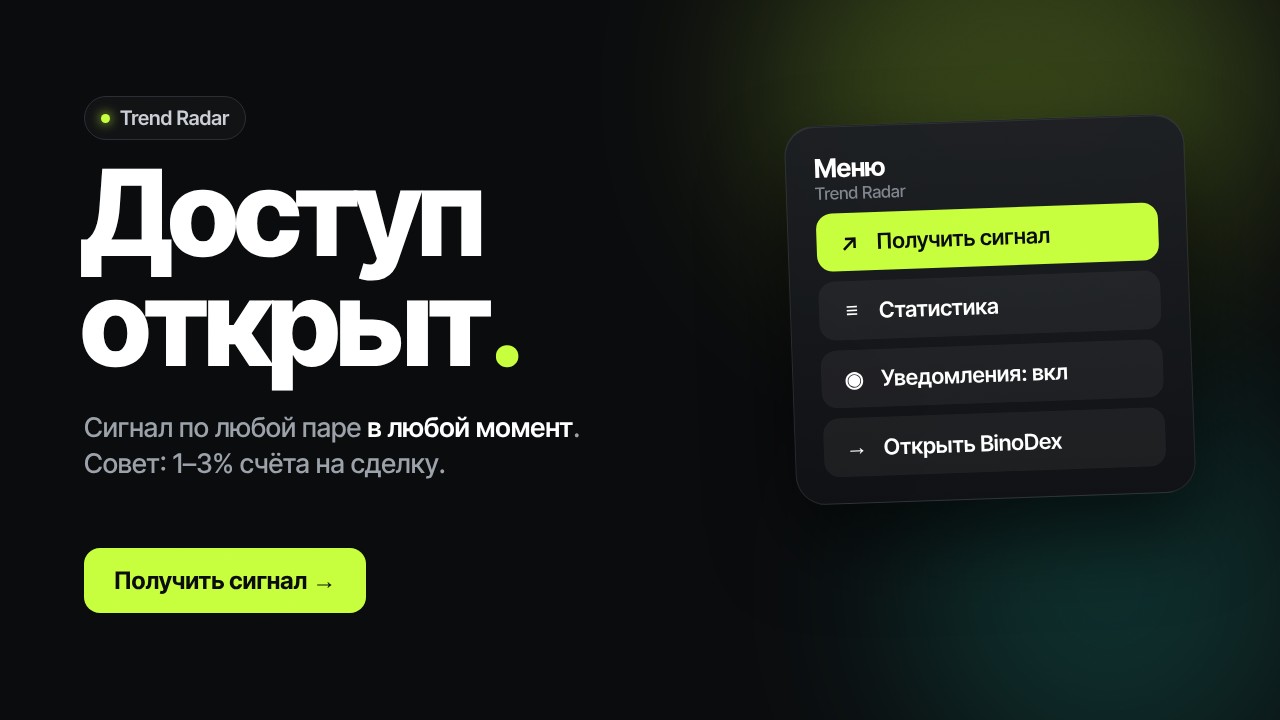 Trend Radar
Доступ
открыт.
Сигнал по любой паре в любой момент.
Совет: 1–3% счёта на сделку.
Получить сигнал →
Меню
Trend Radar
↗ Получить сигнал
≡ Статистика
◉ Уведомления: вкл
→ Открыть BinoDex